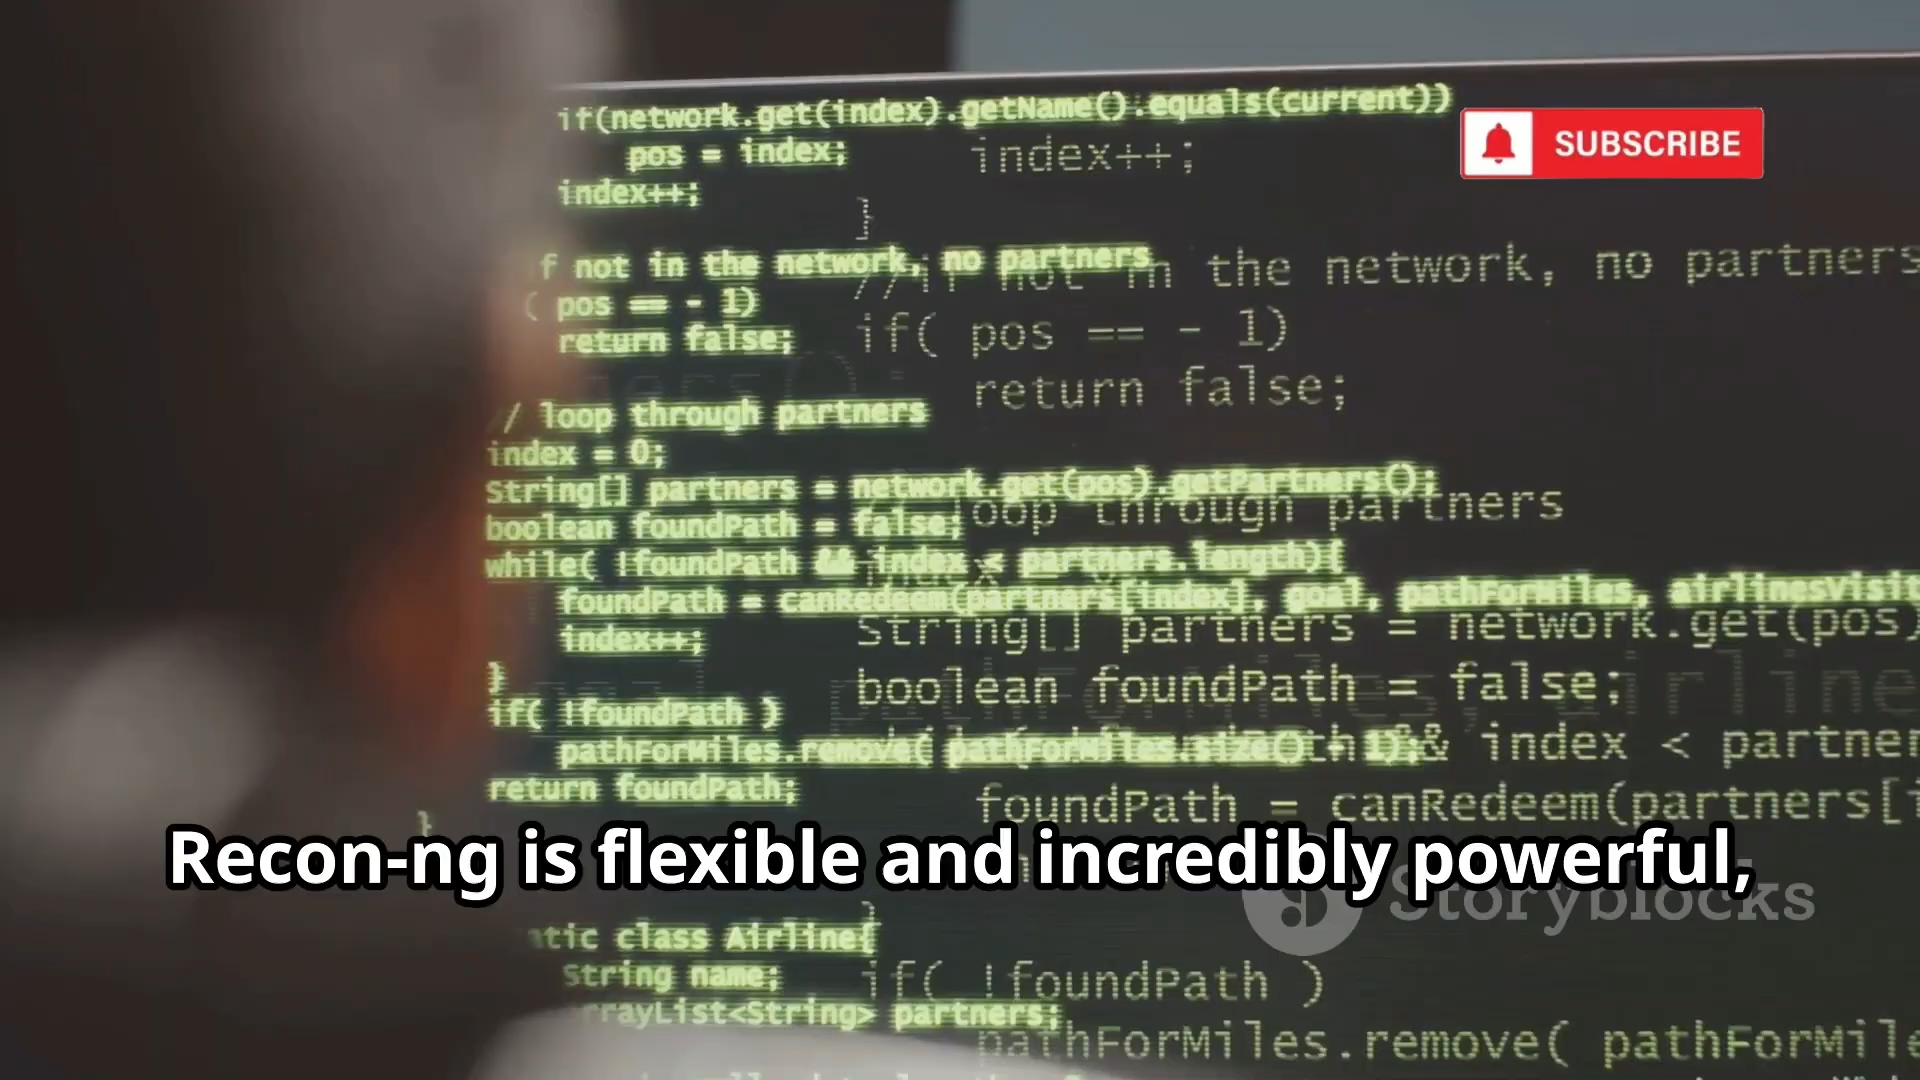 if(network.get(index).getName().equals(current))
pos = index;
index++;
index++;
SUBSCRIBE
}
f not in the network, no partners
the network, no partners
( pos == - 1)
if( pos == - 1)
return false;
return false;
// loop through partners
index = 0;
String[] partners = network.get(pos).getPartners();
loop through partners
boolean foundPath = false;
while( !foundPath && index < partners.length){
foundPath = canRedeem(partners[index], goal, pathForMiles, airlinesVisit
String[] partners = network.get(pos)
index++;
}
boolean foundPath = false;
if( !foundPath )
pathForMiles.remove( pathForMiles.size() - 1);
&& index < partner
return foundPath;
foundPath = canRedeem(partners[i
}
Recon-ng is flexible and incredibly powerful,
Storyblocks
}
atic class Airline{
String name;
if( !foundPath )
rrayList<String> partners;
pathForMiles.remove( pathForMile